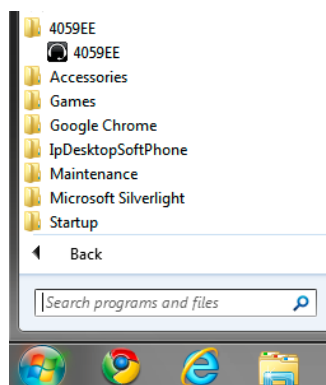 4059EE
4059EE
Accessories
Games
Google Chrome
IpDesktopSoftPhone
Maintenance
Microsoft Silverlight
Startup
Back
Search programs and files